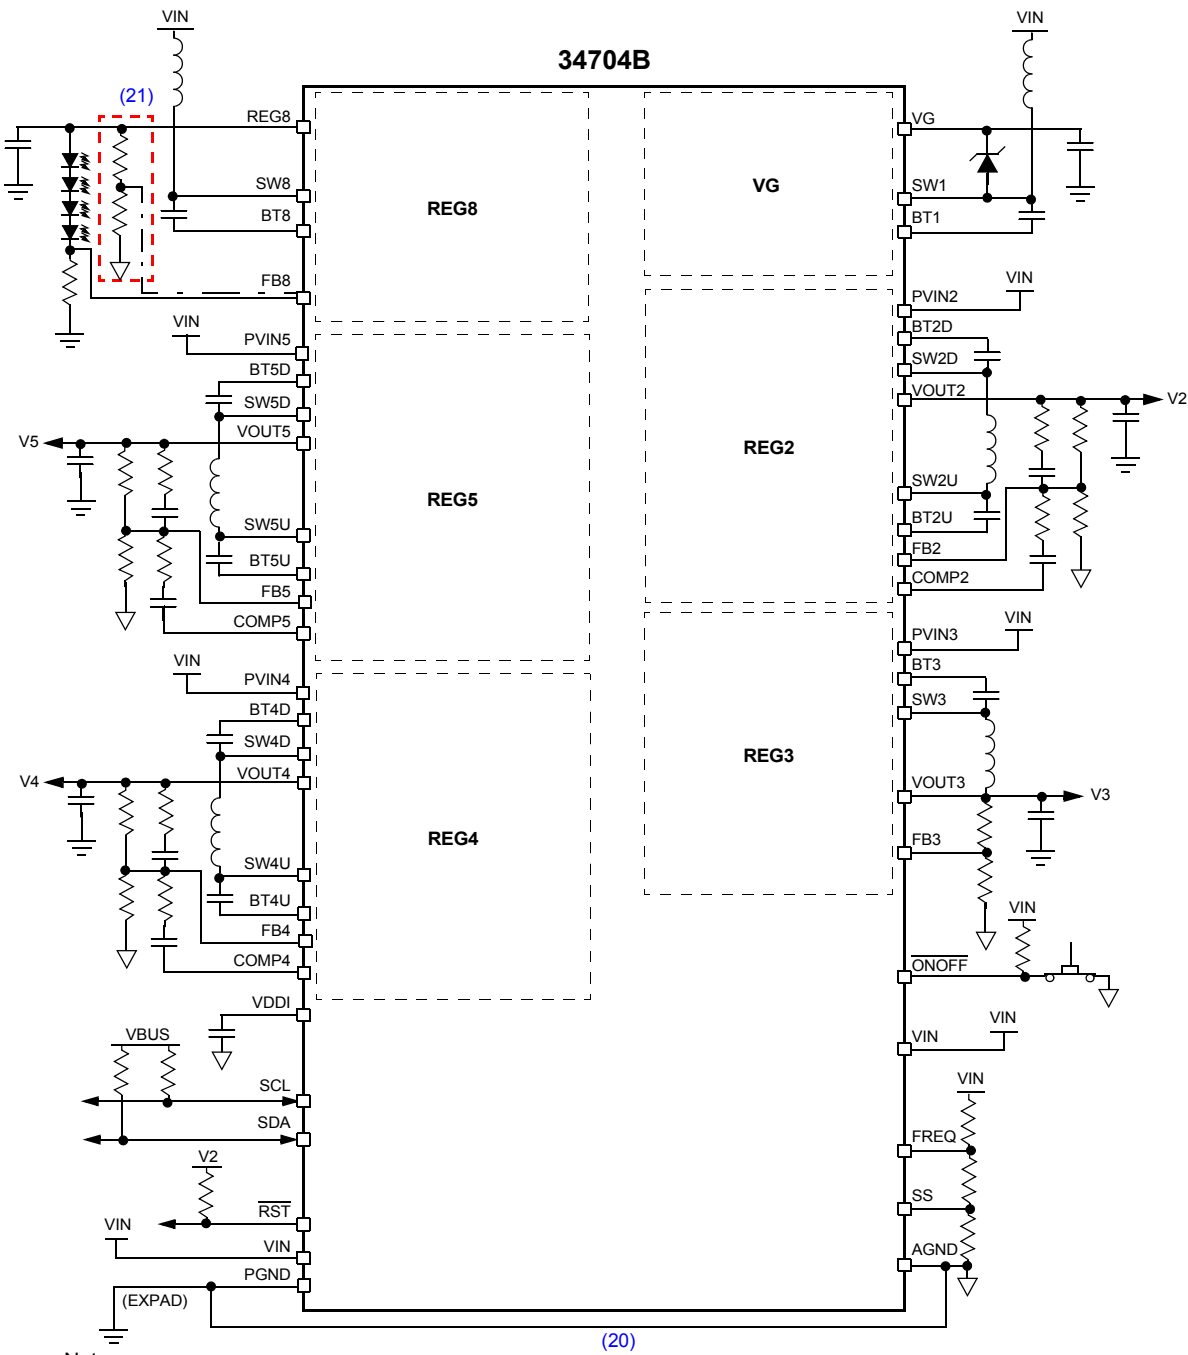 VIN
VIN
34704B
(21)
REG8
VG
SW8
SW1
BT8
BT1
REG8
VG
FB8
VIN
PVIN2
VIN
PVIN5
BT2D
BT5D
SW2D
SW5D
VOUT2
V2
V5
VOUT5
REG2
REG5
SW2U
SW5U
BT2U
BT5U
FB2
FB5
COMP2
COMP5
VIN
PVIN3
VIN
BT3
PVIN4
SW3
BT4D
SW4D
REG3
V4
VOUT4
VOUT3
V3
REG4
FB3
SW4U
BT4U
VIN
FB4
COMP4
ONOFF
VDDI
VIN
VBUS
VIN
SCL
VIN
SDA
FREQ
V2
SS
RST
VIN
VIN
AGND
PGND
(EXPAD)
(20)